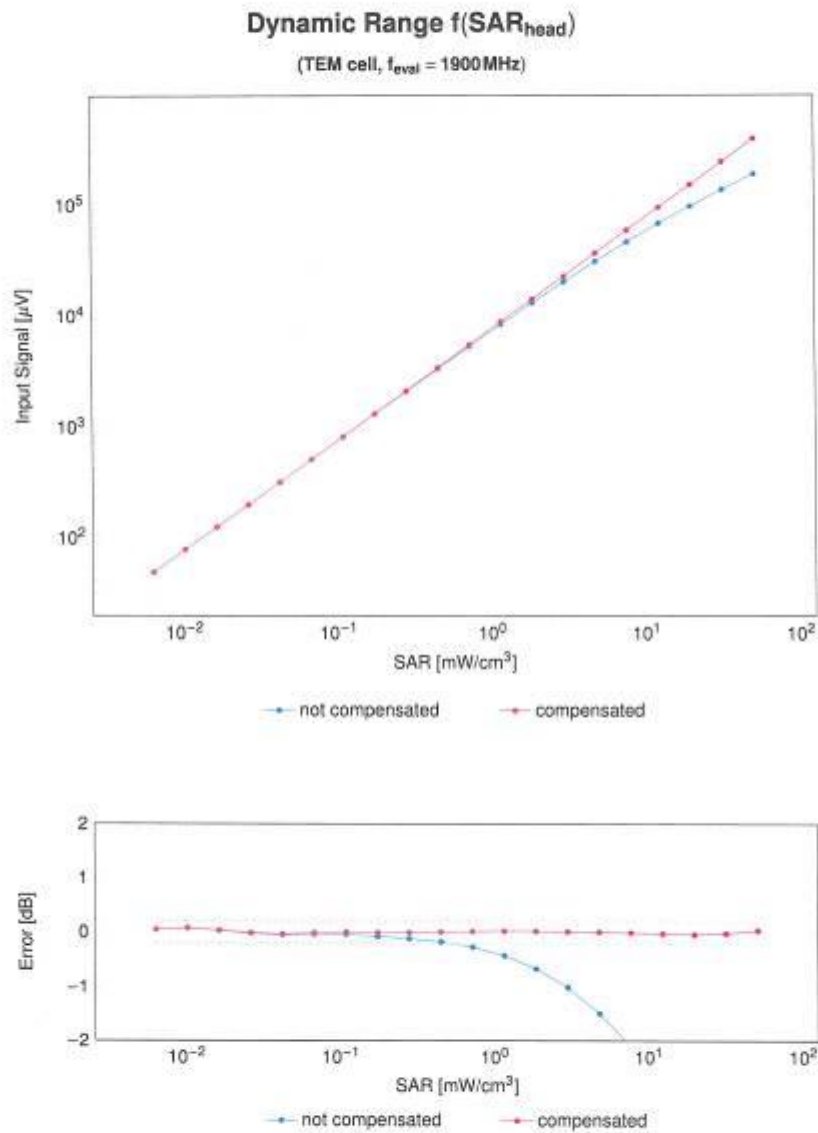 Dynamic Range f(SAR_head)
(TEM cell, f_eval = 1900 MHz)
Input Signal [µV]
10⁵
10⁴
10³
10²
10⁻² 10⁻¹ 10⁰ 10¹ 10²
SAR [mW/cm³]
not compensated compensated
Error [dB]
2
1
0
−1
−2
10⁻² 10⁻¹ 10⁰ 10¹ 10²
SAR [mW/cm³]
not compensated compensated